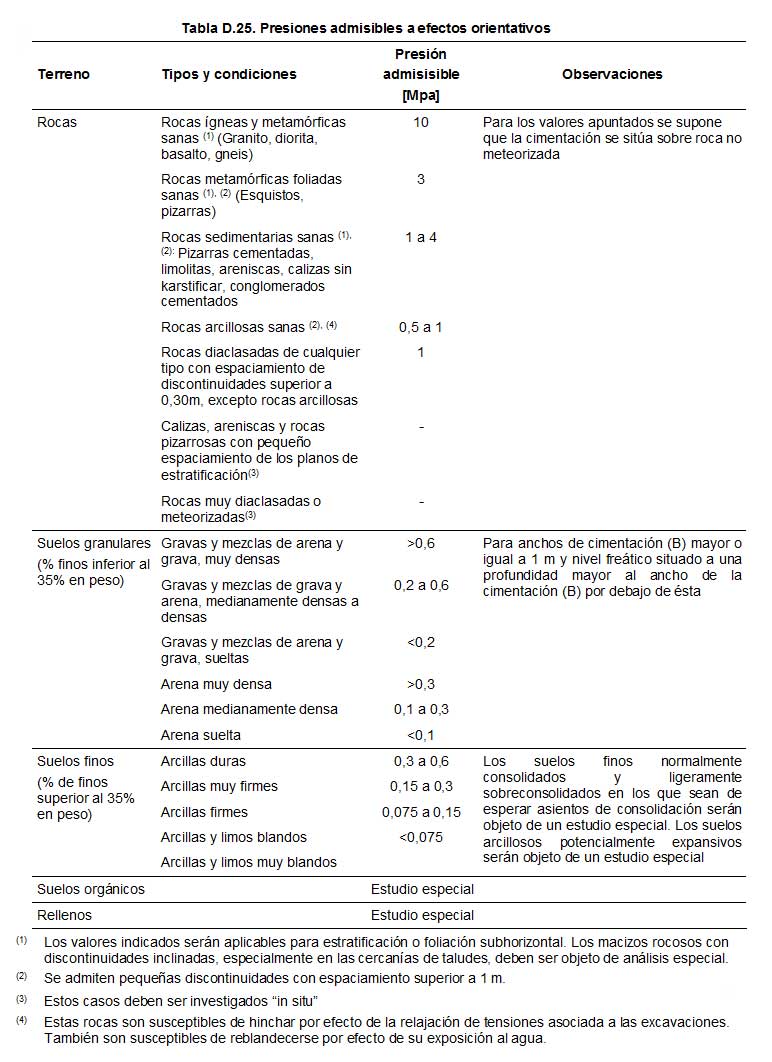 Tabla D.25. Presiones admisibles a efectos orientativos
Terreno
Tipos y condiciones
Presión
admisisible
[Mpa]
Observaciones
Rocas
Rocas ígneas y metamórficas
sanas (1) (Granito, diorita,
basalto, gneis)
10
Para los valores apuntados se supone
que la cimentación se sitúa sobre roca no
meteorizada
Rocas metamórficas foliadas
sanas (1), (2) (Esquistos,
pizarras)
3
Rocas sedimentarias sanas (1),
(2): Pizarras cementadas,
limolitas, areniscas, calizas sin
karstificar, conglomerados
cementados
1 a 4
Rocas arcillosas sanas (2), (4)
0,5 a 1
Rocas diaclasadas de cualquier
tipo con espaciamiento de
discontinuidades superior a
0,30m, excepto rocas arcillosas
1
Calizas, areniscas y rocas
pizarrosas con pequeño
espaciamiento de los planos de
estratificación(3)
-
Rocas muy diaclasadas o
meteorizadas(3)
-
Suelos granulares
(% finos inferior al
35% en peso)
Gravas y mezclas de arena y
grava, muy densas
>0,6
Para anchos de cimentación (B) mayor o
igual a 1 m y nivel freático situado a una
profundidad mayor al ancho de la
cimentación (B) por debajo de ésta
Gravas y mezclas de grava y
arena, medianamente densas a
densas
0,2 a 0,6
Gravas y mezclas de arena y
grava, sueltas
<0,2
Arena muy densa
>0,3
Arena medianamente densa
0,1 a 0,3
Arena suelta
<0,1
Suelos finos
(% de finos
superior al 35%
en peso)
Arcillas duras
0,3 a 0,6
Los suelos finos normalmente
consolidados y ligeramente
sobreconsolidados en los que sean de
esperar asientos de consolidación serán
objeto de un estudio especial. Los suelos
arcillosos potencialmente expansivos
serán objeto de un estudio especial
Arcillas muy firmes
0,15 a 0,3
Arcillas firmes
0,075 a 0,15
Arcillas y limos blandos
<0,075
Arcillas y limos muy blandos
Suelos orgánicos
Estudio especial
Rellenos
Estudio especial
(1) Los valores indicados serán aplicables para estratificación o foliación subhorizontal. Los macizos rocosos con
discontinuidades inclinadas, especialmente en las cercanías de taludes, deben ser objeto de análisis especial.
(2) Se admiten pequeñas discontinuidades con espaciamiento superior a 1 m.
(3) Estos casos deben ser investigados “in situ”
(4) Estas rocas son susceptibles de hinchar por efecto de la relajación de tensiones asociada a las excavaciones.
También son susceptibles de reblandecerse por efecto de su exposición al agua.